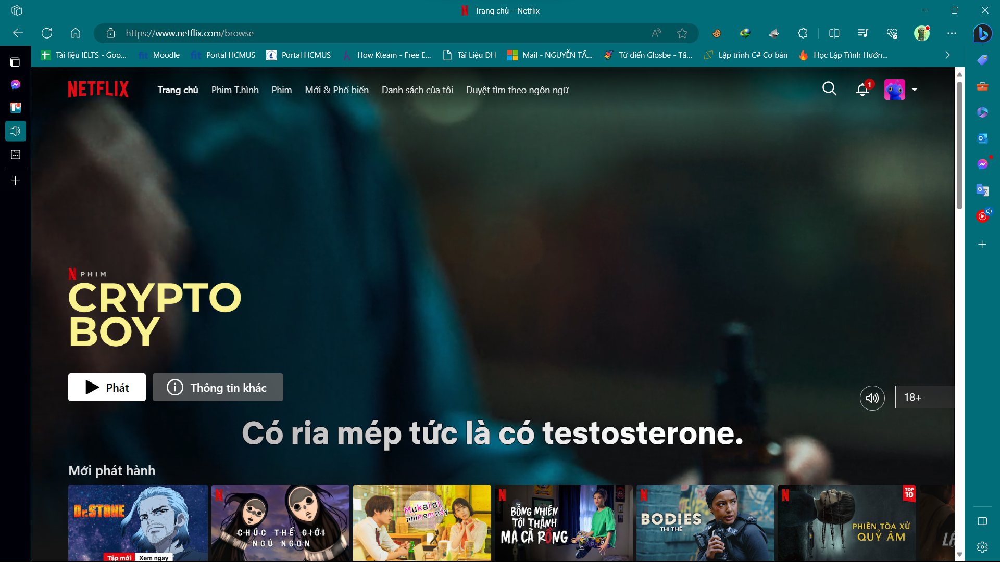 Trang chủ – Netflix
https://www.netflix.com/browse
Tài liệu IELTS - Goo...
Moodle
Portal HCMUS
Portal HCMUS
How Kteam - Free E...
Tài Liệu ĐH
Mail - NGUYỄN TẤ...
Từ điển Glosbe - Tấ...
Lập trình C# Cơ bản
Học Lập Trình Hướn...
NETFLIX
Trang chủ
Phim T.hình
Phim
Mới & Phổ biến
Danh sách của tôi
Duyệt tìm theo ngôn ngữ
1
N PHIM
CRYPTO
BOY
Phát
Thông tin khác
18+
Có ria mép tức là có testosterone.
Mới phát hành
Dr.STONE
Tập mới Xem ngay
CHÚC THẾ GIỚI
NGỦ NGON
Mukai ơi,
nhìn em này
BỖNG NHIÊN
TÔI THÀNH
MA CÀ RỒNG
BODIES
THI THỂ
TOP
10
PHIÊN TÒA XỬ
QUỶ ÁM